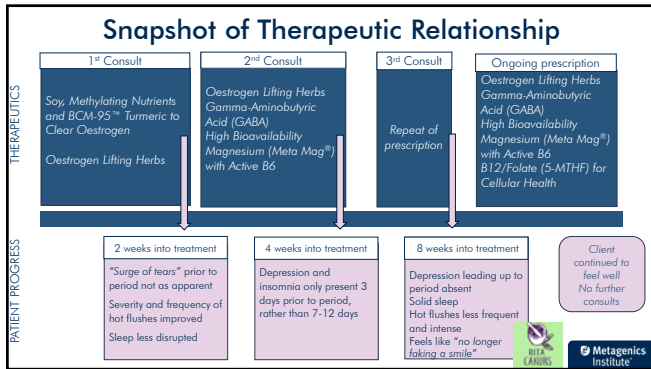 Snapshot of Therapeutic Relationship
THERAPEUTICS
1st Consult
Soy, Methylating Nutrients
and BCM-95™ Turmeric to
Clear Oestrogen
Oestrogen Lifting Herbs
2nd Consult
Oestrogen Lifting Herbs
Gamma-Aminobutyric
Acid (GABA)
High Bioavailability
Magnesium (Meta Mag®)
with Active B6
3rd Consult
Repeat of
prescription
Ongoing prescription
Oestrogen Lifting Herbs
Gamma-Aminobutyric
Acid (GABA)
High Bioavailability
Magnesium (Meta Mag®)
with Active B6
B12/Folate (5-MTHF) for
Cellular Health
PATIENT PROGRESS
2 weeks into treatment
"Surge of tears" prior to
period not as apparent
Severity and frequency of
hot flushes improved
Sleep less disrupted
4 weeks into treatment
Depression and
insomnia only present 3
days prior to period,
rather than 7-12 days
8 weeks into treatment
Depression leading up to
period absent
Solid sleep
Hot flushes less frequent
and intense
Feels like "no longer
faking a smile"
Client
continued to
feel well
No further
consults
RITA
CAKURS
Metagenics
Institute™